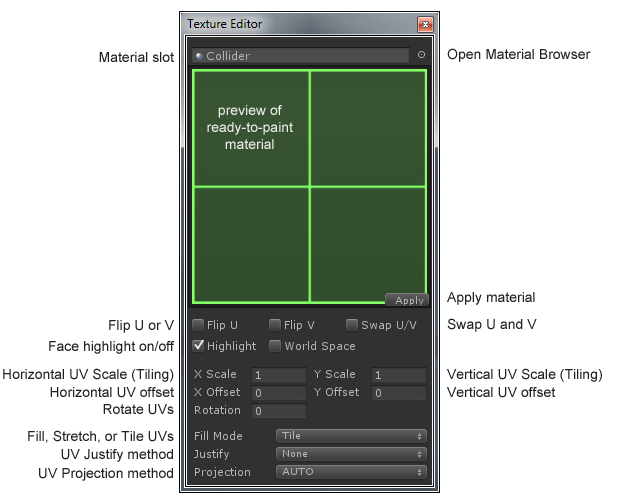 Texture Editor
Material slot
Collider
Open Material Browser
preview of
ready-to-paint
material
Apply
Apply material
Flip U or V
Flip U
Flip V
Swap U/V
Swap U and V
Face highlight on/off
Highlight
World Space
Horizontal UV Scale (Tiling)
X Scale
1
Y Scale
1
Vertical UV Scale (Tiling)
Horizontal UV offset
X Offset
0
Y Offset
0
Vertical UV offset
Rotate UVs
Rotation
0
Fill, Stretch, or Tile UVs
Fill Mode
Tile
UV Justify method
Justify
None
UV Projection method
Projection
AUTO